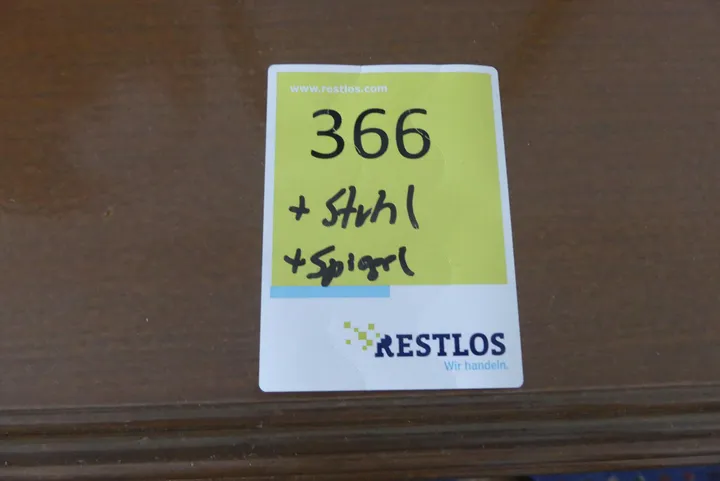 www.restlos.com
366
+ Stuhl
+ Spiegel
RESTLOS
Wir handeln.